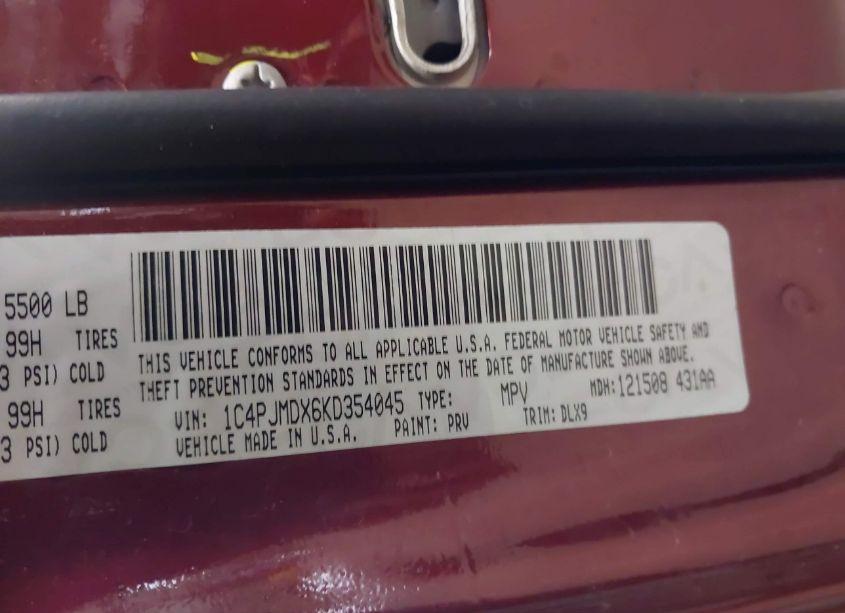 5500 LB
99H TIRES
3 PSI) COLD
99H TIRES
3 PSI) COLD
THIS VEHICLE CONFORMS TO ALL APPLICABLE U.S.A. FEDERAL MOTOR VEHICLE SAFETY AND
THEFT PREVENTION STANDARDS IN EFFECT ON THE DATE OF MANUFACTURE SHOWN ABOVE.
VIN: 1C4PJMDX6KD354045 TYPE: MPV MDH:121508 431AA
VEHICLE MADE IN U.S.A. PAINT: PRV TRIM: DLX9